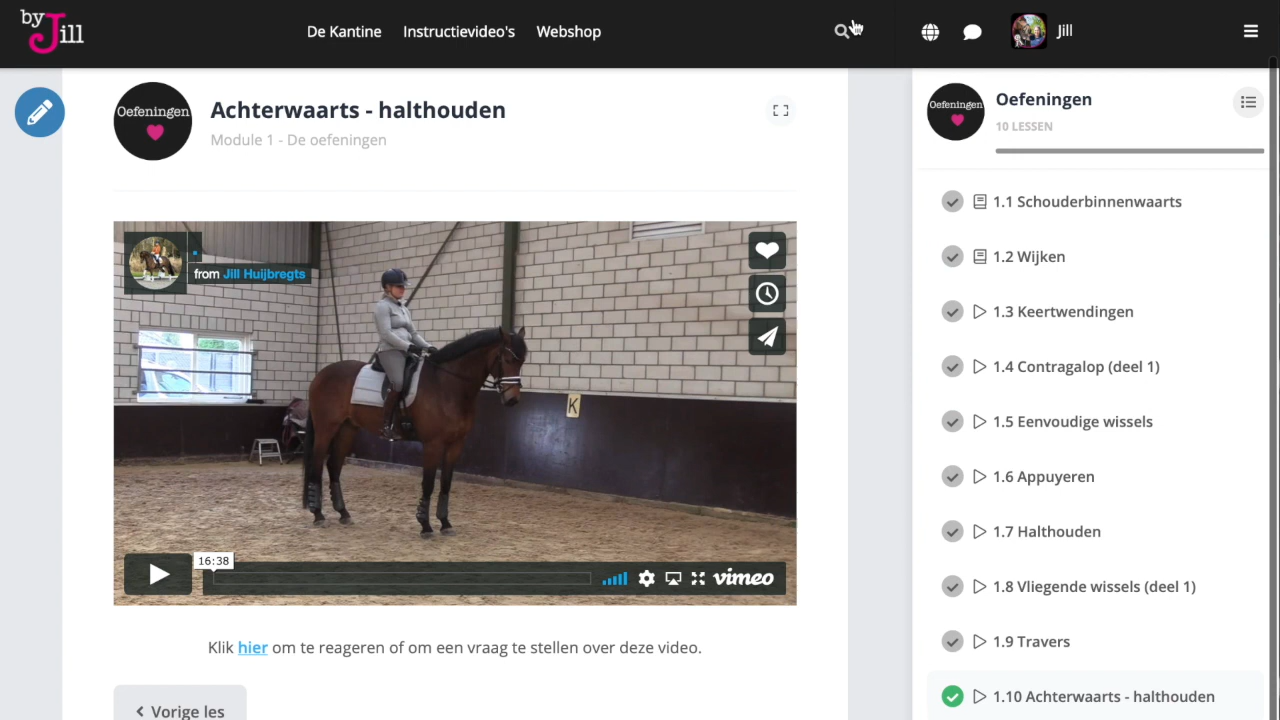 by Jill
De Kantine
Instructievideo's
Webshop
Jill
Oefeningen
Achterwaarts - halthouden
Module 1 - De oefeningen
from Jill Huijbregts
K
16:38
vimeo
Klik hier om te reageren of om een vraag te stellen over deze video.
Vorige les
Oefeningen
Oefeningen
10 LESSEN
1.1 Schouderbinnenwaarts
1.2 Wijken
1.3 Keertwendingen
1.4 Contragalop (deel 1)
1.5 Eenvoudige wissels
1.6 Appuyeren
1.7 Halthouden
1.8 Vliegende wissels (deel 1)
1.9 Travers
1.10 Achterwaarts - halthouden